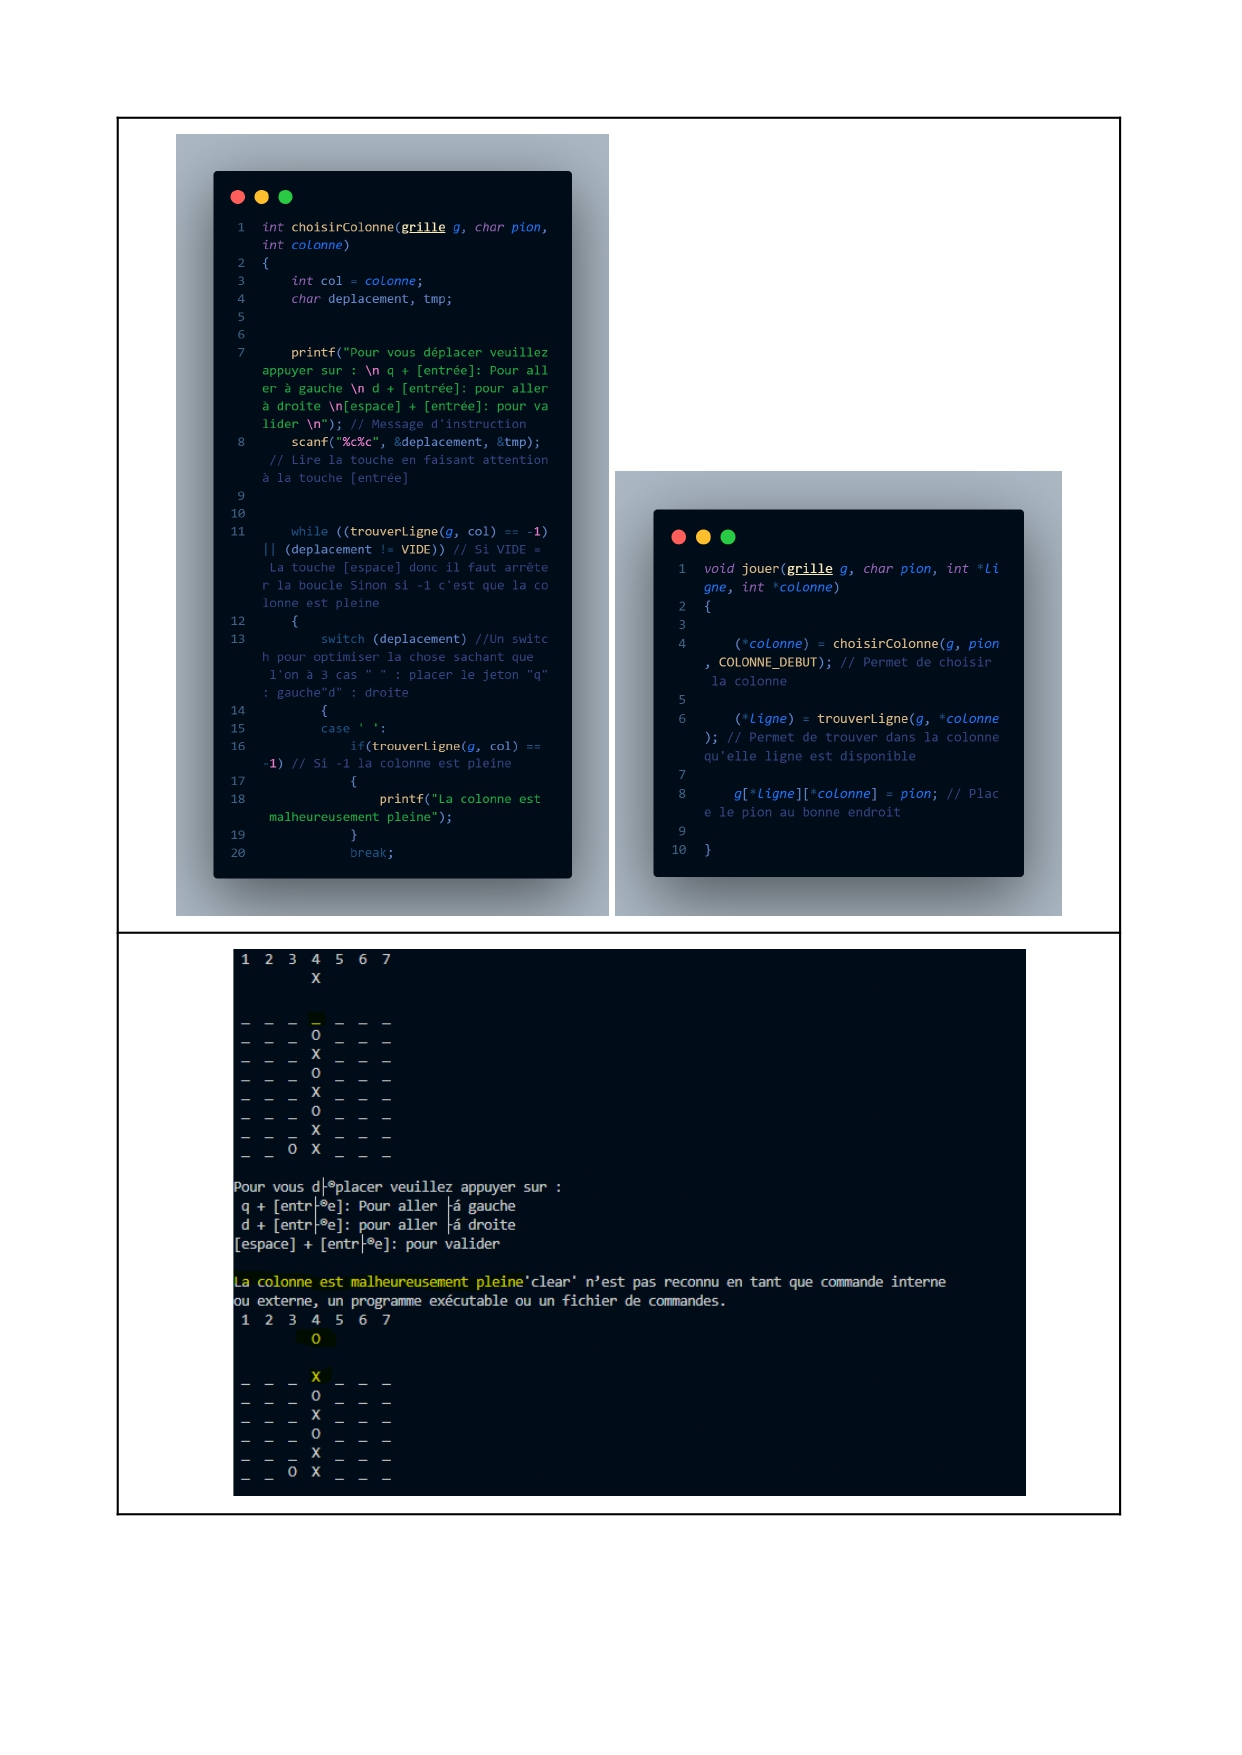 1 int choisirColonne(grille g, char pion,
int colonne)
2 {
3 int col = colonne;
4 char deplacement, tmp;
5
6
7 printf("Pour vous déplacer veuillez
appuyer sur : \n q + [entrée]: Pour all
er à gauche \n d + [entrée]: pour aller
à droite \n[espace] + [entrée]: pour va
lider \n"); // Message d'instruction
8 scanf("%c%c", &deplacement, &tmp);
// Lire la touche en faisant attention
à la touche [entrée]
9
10
11 while ((trouverLigne(g, col) == -1)
|| (deplacement != VIDE)) // Si VIDE =
La touche [espace] donc il faut arrête
r la boucle Sinon si -1 c'est que la co
lonne est pleine
12 {
13 switch (deplacement) //Un switc
h pour optimiser la chose sachant que
l'on à 3 cas " " : placer le jeton "q"
: gauche"d" : droite
14 {
15 case ' ':
16 if(trouverLigne(g, col) ==
-1) // Si -1 la colonne est pleine
17 {
18 printf("La colonne est
malheureusement pleine");
19 }
20 break;
1 void jouer(grille g, char pion, int *li
gne, int *colonne)
2 {
3
4 (*colonne) = choisirColonne(g, pion
, COLONNE_DEBUT); // Permet de choisir
la colonne
5
6 (*ligne) = trouverLigne(g, *colonne
); // Permet de trouver dans la colonne
qu'elle ligne est disponible
7
8 g[*ligne][*colonne] = pion; // Plac
e le pion au bonne endroit
9
10 }
1 2 3 4 5 6 7
X
_ _ _ _ _ _ _
_ _ _ O _ _ _
_ _ _ X _ _ _
_ _ _ O _ _ _
_ _ _ X _ _ _
_ _ _ O _ _ _
_ _ _ X _ _ _
_ _ O X _ _ _
Pour vous d├®placer veuillez appuyer sur :
q + [entr├®e]: Pour aller ├á gauche
d + [entr├®e]: pour aller ├á droite
[espace] + [entr├®e]: pour valider
La colonne est malheureusement pleine'clear' n'est pas reconnu en tant que commande interne
ou externe, un programme exécutable ou un fichier de commandes.
1 2 3 4 5 6 7
O
_ _ _ X _ _ _
_ _ _ O _ _ _
_ _ _ X _ _ _
_ _ _ O _ _ _
_ _ _ X _ _ _
_ _ O X _ _ _